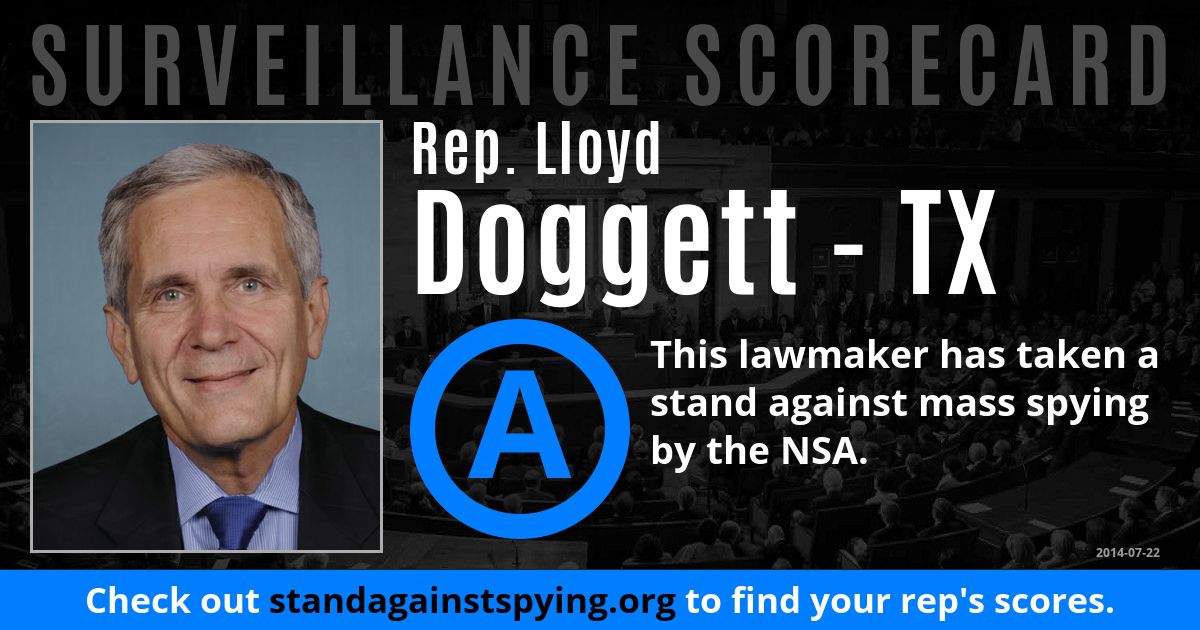 SURVEILLANCE SCORECARD
Rep. Lloyd
Doggett - TX
A
This lawmaker has taken a
stand against mass spying
by the NSA.
2014-07-22
Check out standagainstspying.org to find your rep's scores.